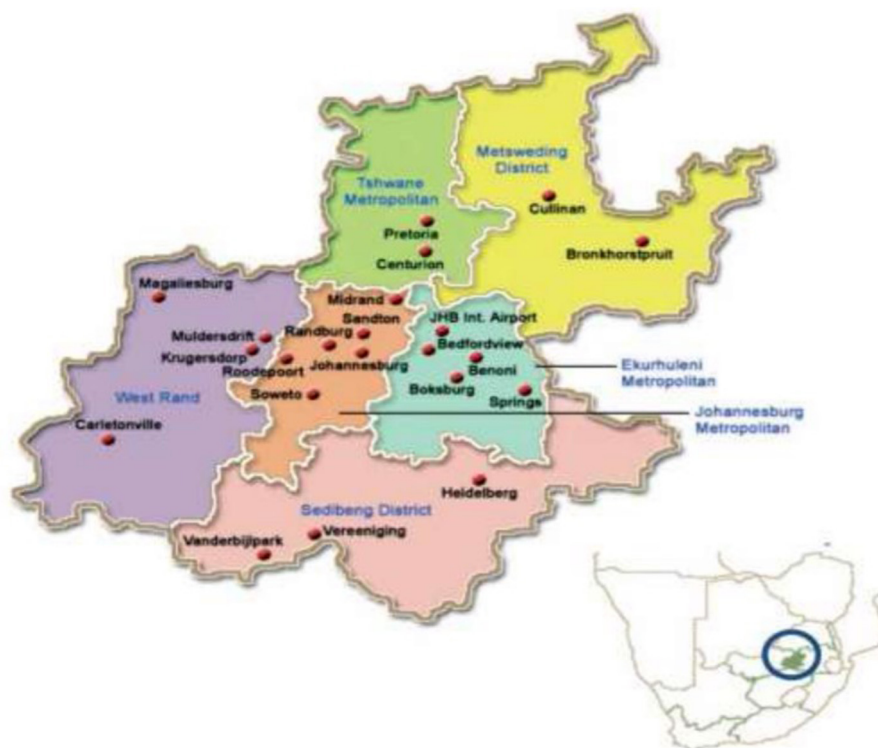 Metsweding
District
Tshwane
Metropolitan
Cullinan
Pretoria
Bronkhorstpruit
Centurion
Magaliesburg
Midrand
Sandton
JHB Int. Airport
Muldersdrift
Randburg
Bedfordview
Krugersdorp
Roodepoort
Johannesburg
Benoni
Ekurhuleni
Metropolitan
West Rand
Soweto
Boksburg
Springs
Johannesburg
Metropolitan
Carletonville
Heidelberg
Sedibeng District
Vanderbijlpark
Vereeniging